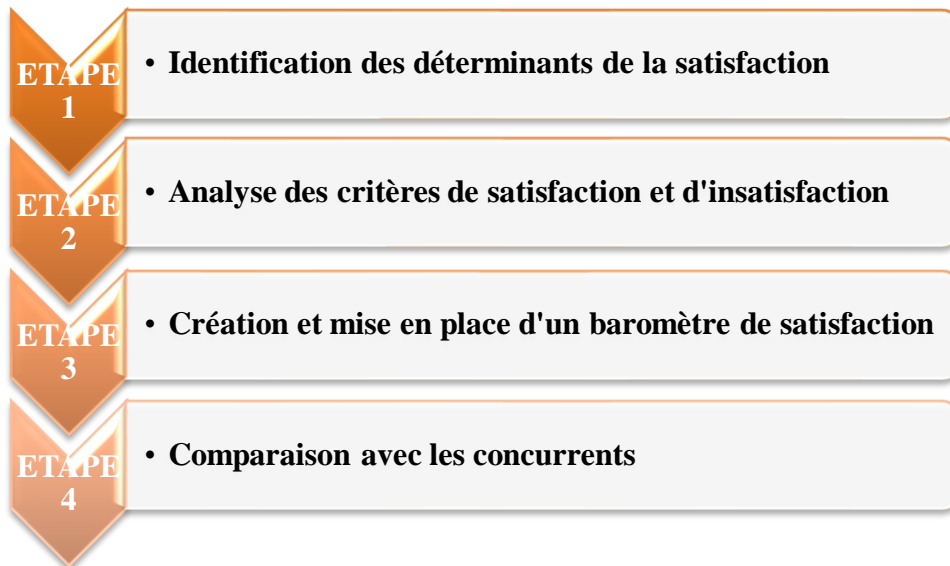 ETAPE
1
• Identification des déterminants de la satisfaction
ETAPE
2
• Analyse des critères de satisfaction et d'insatisfaction
ETAPE
3
• Création et mise en place d'un baromètre de satisfaction
ETAPE
4
• Comparaison avec les concurrents